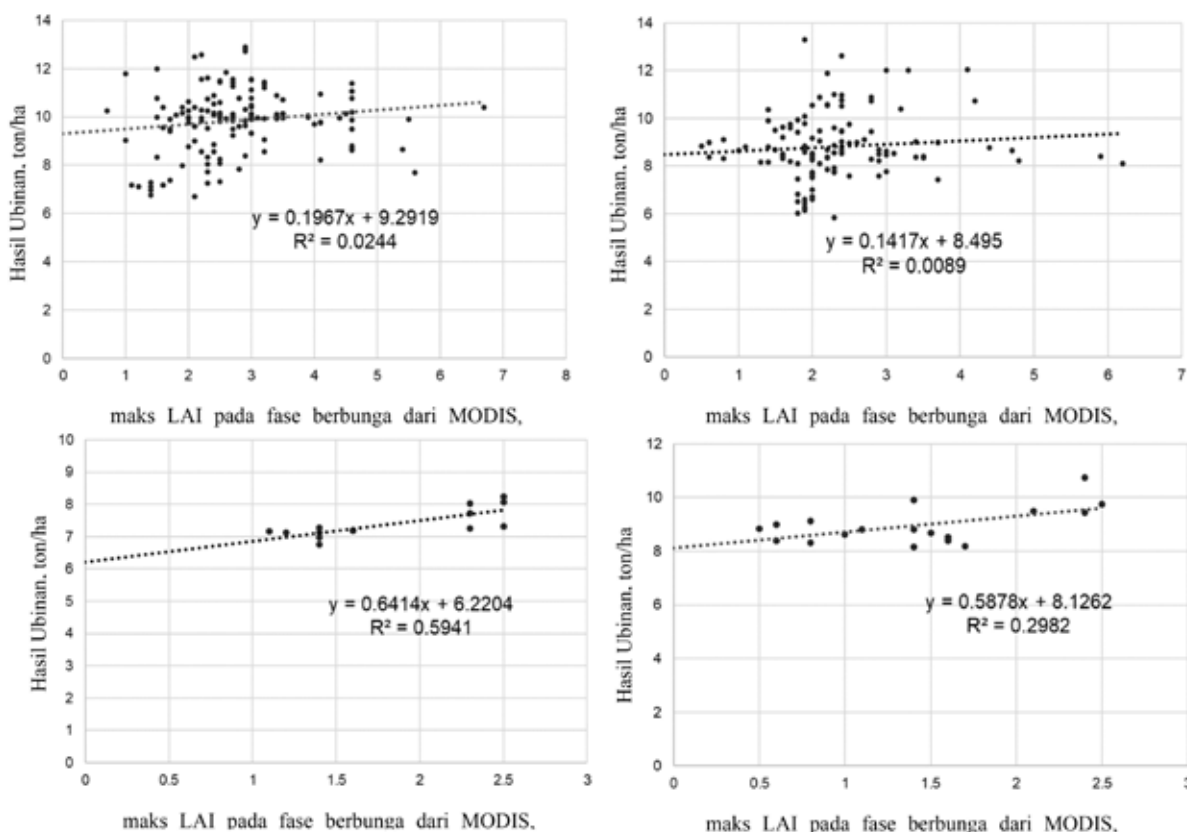 14
12
10
8
6
4
2
0
Hasil Ubinan. ton/ha
y = 0.1967x + 9.2919
R² = 0.0244
0 1 2 3 4 5 6 7 8
maks LAI pada fase berbunga dari MODIS,
14
12
10
8
6
4
2
0
Hasil Ubinan. ton/ha
y = 0.1417x + 8.495
R² = 0.0089
0 1 2 3 4 5 6 7
maks LAI pada fase berbunga dari MODIS,
10
9
8
7
6
5
4
3
2
1
0
Hasil Ubinan. ton/ha
y = 0.6414x + 6.2204
R² = 0.5941
0 0.5 1 1.5 2 2.5 3
maks LAI pada fase berbunga dari MODIS,
12
10
8
6
4
2
0
Hasil Ubinan. ton/ha
y = 0.5878x + 8.1262
R² = 0.2982
0 0.5 1 1.5 2 2.5 3
maks LAI pada fase berbunga dari MODIS,